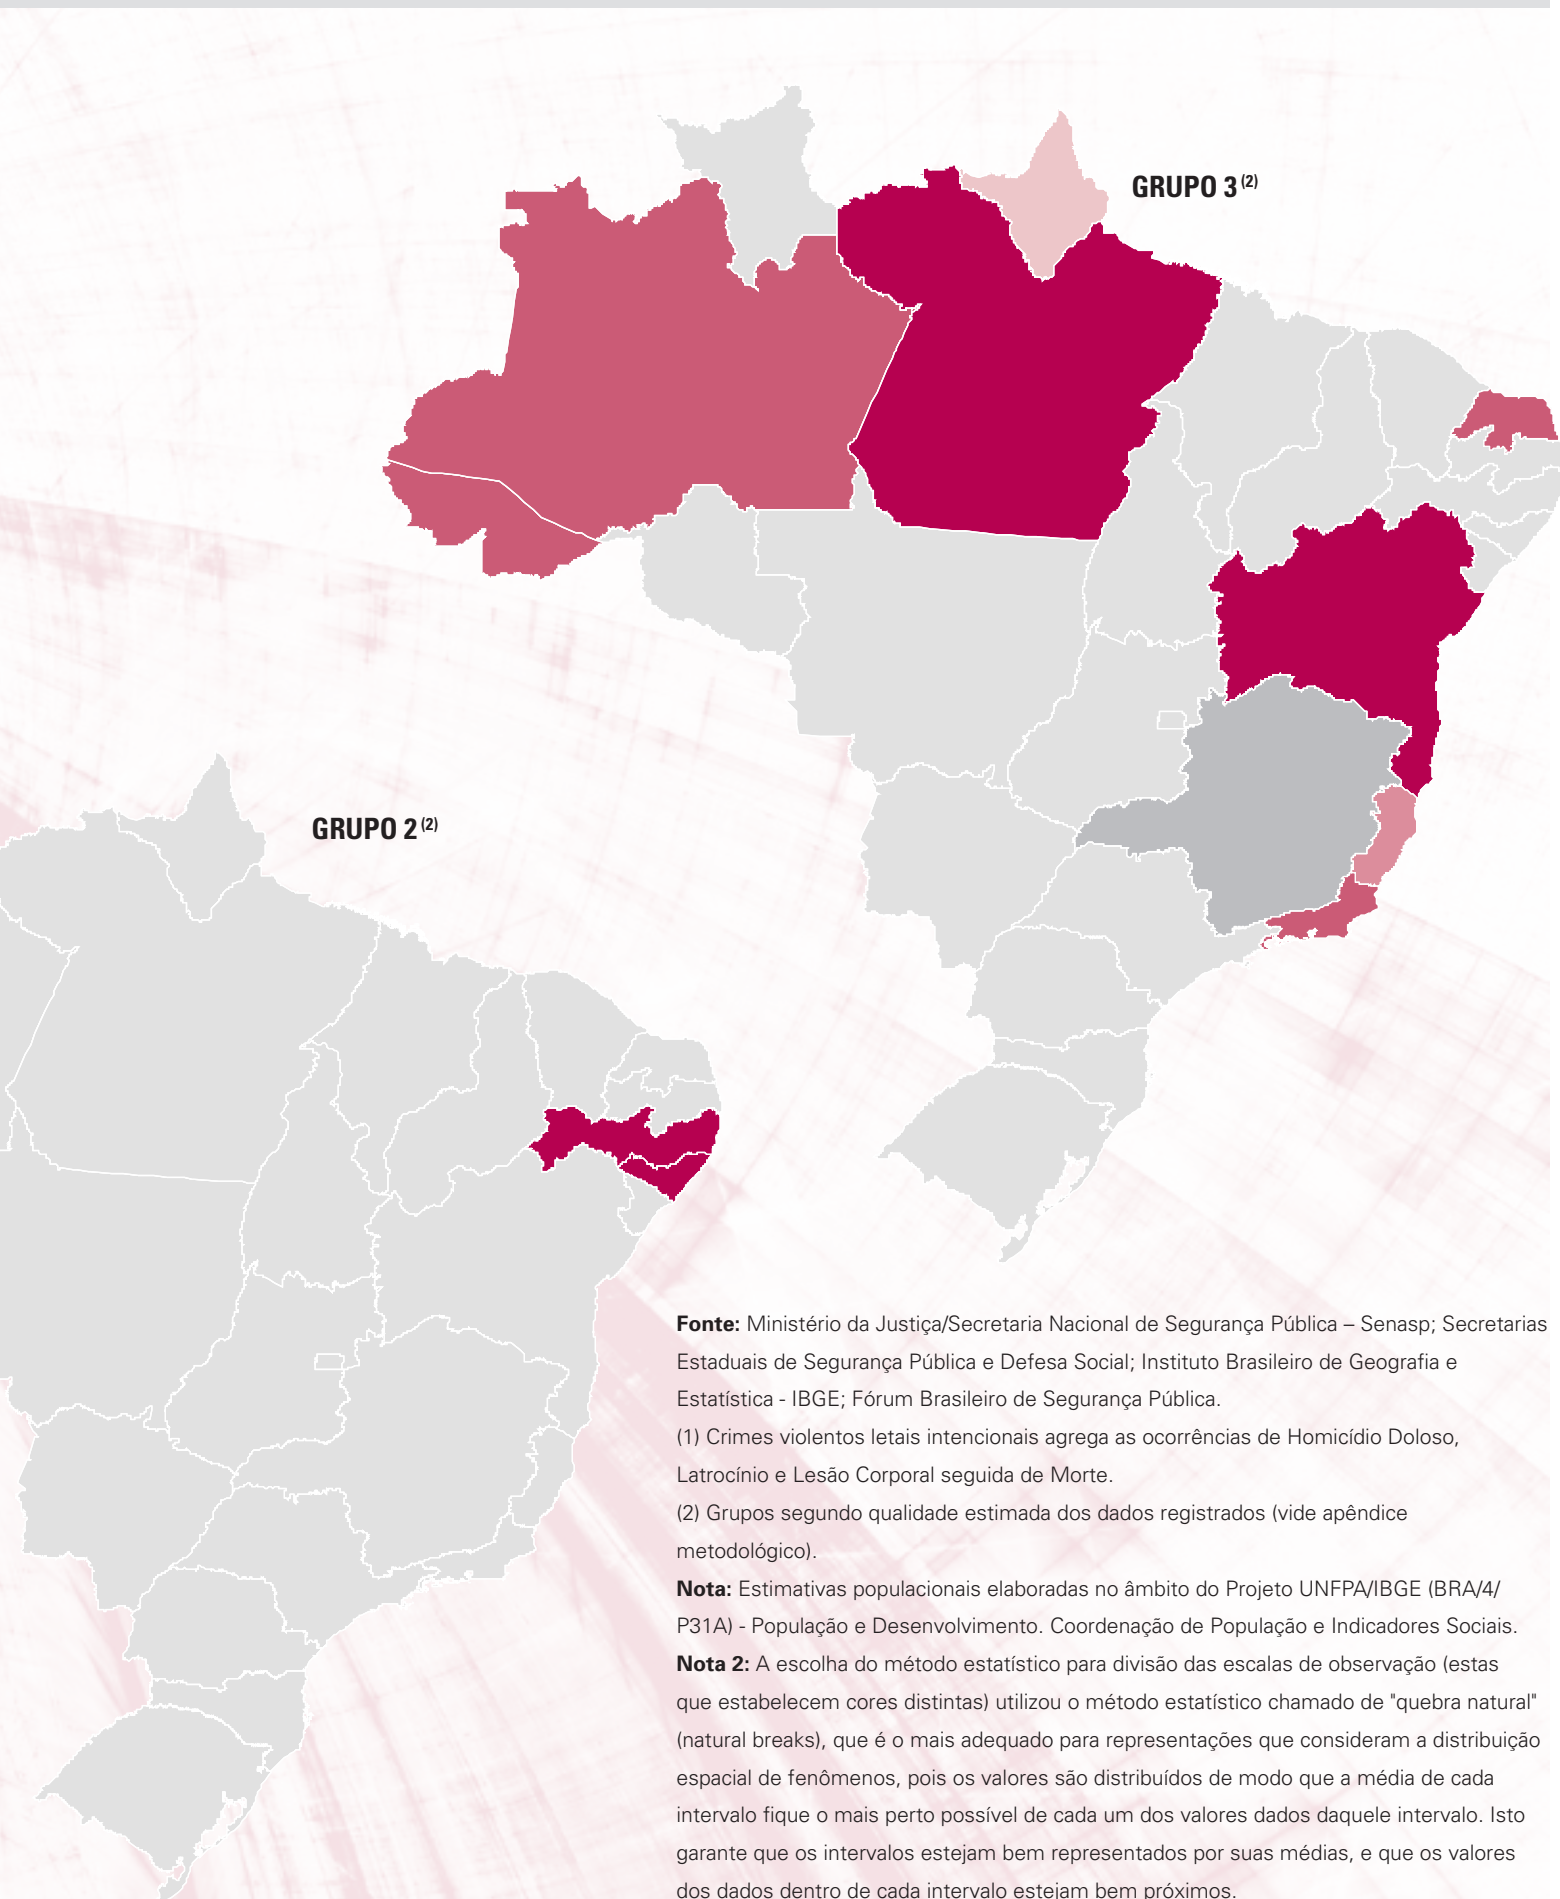 GRUPO 3 (2)
GRUPO 2 (2)
Fonte: Ministério da Justiça/Secretaria Nacional de Segurança Pública – Senasp; Secretarias
Estaduais de Segurança Pública e Defesa Social; Instituto Brasileiro de Geografia e
Estatística - IBGE; Fórum Brasileiro de Segurança Pública.
(1) Crimes violentos letais intencionais agrega as ocorrências de Homicídio Doloso,
Latrocínio e Lesão Corporal seguida de Morte.
(2) Grupos segundo qualidade estimada dos dados registrados (vide apêndice
metodológico).
Nota: Estimativas populacionais elaboradas no âmbito do Projeto UNFPA/IBGE (BRA/4/
P31A) - População e Desenvolvimento. Coordenação de População e Indicadores Sociais.
Nota 2: A escolha do método estatístico para divisão das escalas de observação (estas
que estabelecem cores distintas) utilizou o método estatístico chamado de "quebra natural"
(natural breaks), que é o mais adequado para representações que consideram a distribuição
espacial de fenômenos, pois os valores são distribuídos de modo que a média de cada
intervalo fique o mais perto possível de cada um dos valores dados daquele intervalo. Isto
garante que os intervalos estejam bem representados por suas médias, e que os valores
dos dados dentro de cada intervalo estejam bem próximos.